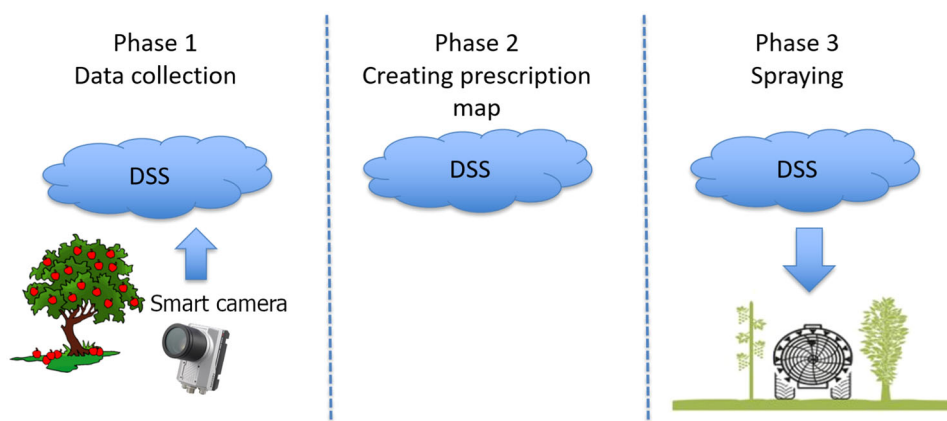 Phase 1
Data collection
DSS
Smart camera
Phase 2
Creating prescription
map
DSS
Phase 3
Spraying
DSS